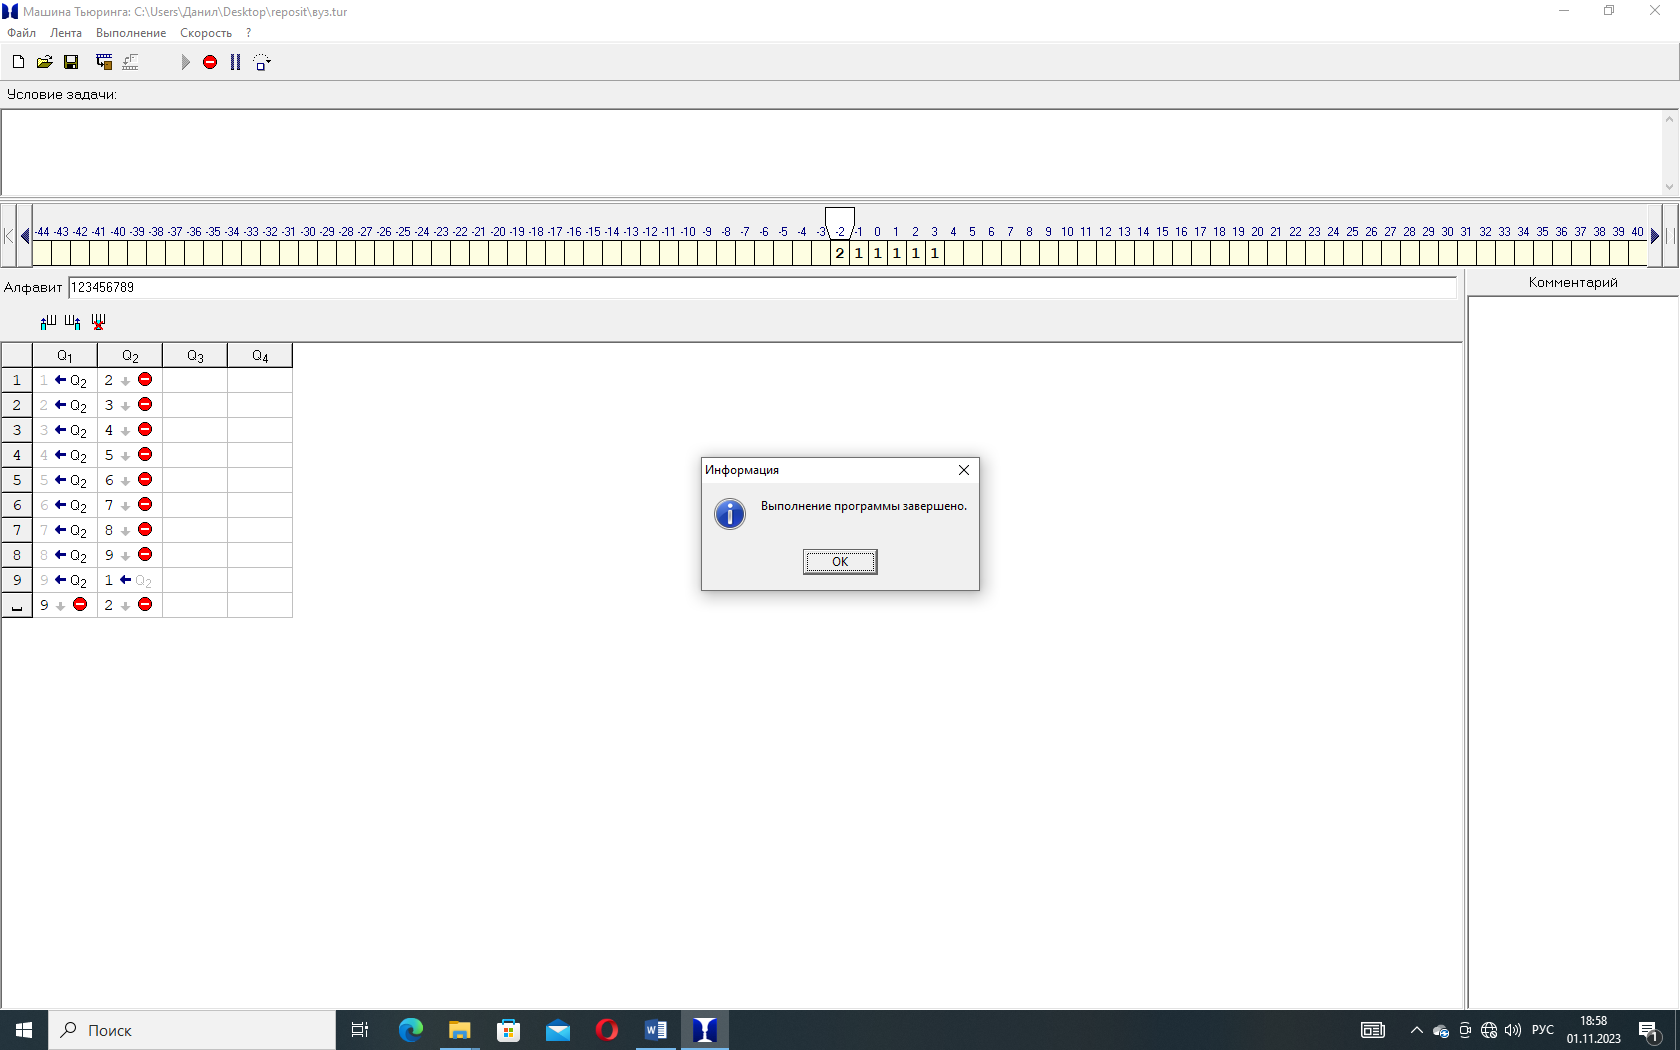 Машина Тьюринга: C:\Users\Данил\Desktop\reposit\вуз.tur
Файл Лента Выполнение Скорость ?
Условие задачи:
-44 -43 -42 -41 -40 -39 -38 -37 -36 -35 -34 -33 -32 -31 -30 -29 -28 -27 -26 -25 -24 -23 -22 -21 -20 -19 -18 -17 -16 -15 -14 -13 -12 -11 -10 -9 -8 -7 -6 -5 -4 -3 -2 -1 0 1 2 3 4 5 6 7 8 9 10 11 12 13 14 15 16 17 18 19 20 21 22 23 24 25 26 27 28 29 30 31 32 33 34 35 36 37 38 39 40
2 1 1 1 1 1
Алфавит 123456789
Комментарий
Q1 Q2 Q3 Q4
1 1 ← Q2 2 ↓
2 2 ← Q2 3 ↓
3 3 ← Q2 4 ↓
4 4 ← Q2 5 ↓
5 5 ← Q2 6 ↓
6 6 ← Q2 7 ↓
7 7 ← Q2 8 ↓
8 8 ← Q2 9 ↓
9 9 ← Q2 1 ← Q2
␣ 9 ↓ 2 ↓
Информация
Выполнение программы завершено.
OK
Поиск
РУС
18:58
01.11.2023
1